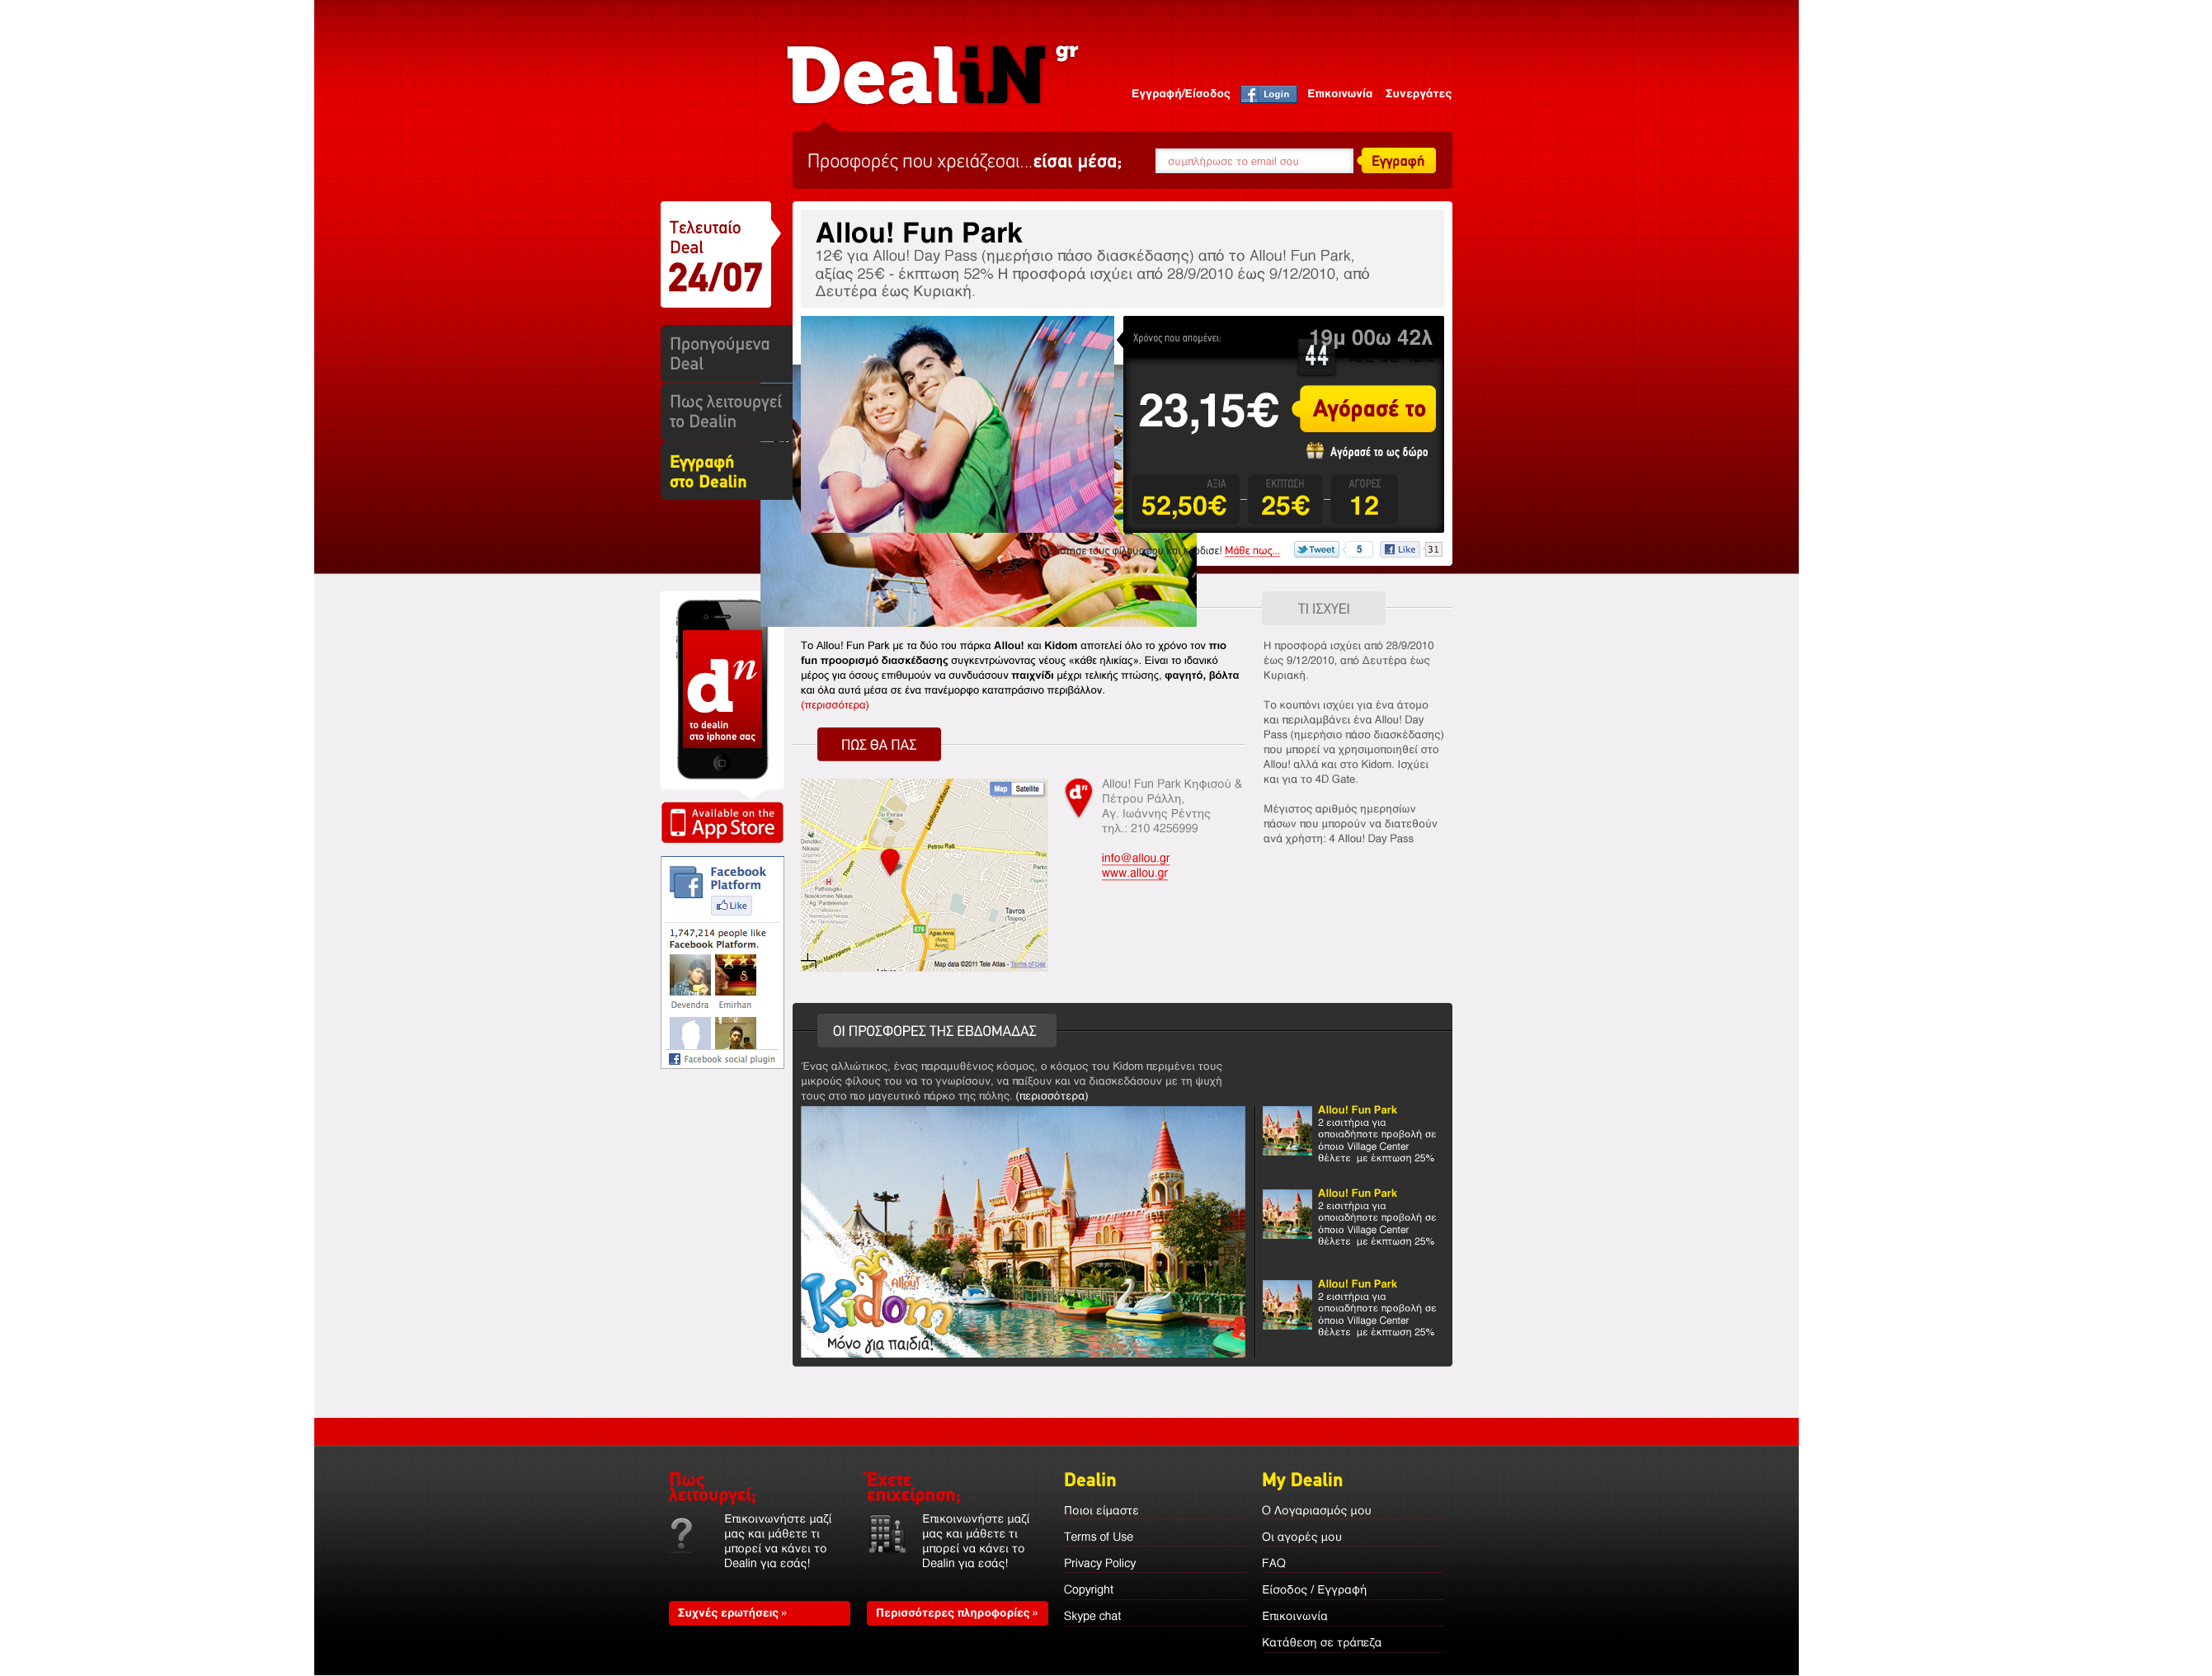 DealiN gr
Εγγραφή/Είσοδος
Login
Επικοινωνία
Συνεργάτες
Προσφορές που χρειάζεσαι...είσαι μέσα;
συμπλήρωσε το email σου
Εγγραφή
Τελευταίο
Deal
24/07
Προηγούμενα
Deal
Πως λειτουργεί
το Dealin
Εγγραφή
στο Dealin
Allou! Fun Park
12€ για Allou! Day Pass (ημερήσιο πάσο διασκέδασης) από το Allou! Fun Park,
αξίας 25€ - έκπτωση 52% Η προσφορά ισχύει από 28/9/2010 έως 9/12/2010, από
Δευτέρα έως Κυριακή.
Χρόνος που απομένει:
19μ 00ω 42λ
44
23,15€
Αγόρασέ το
Αγόρασέ το ως δώρο
ΑΞΙΑ
52,50€
ΕΚΠΤΩΣΗ
25€
ΑΓΟΡΕΣ
12
τους φίλους σου και κέρδισε! Μάθε πως...
Tweet
5
Like
31
dn
το dealin
στο iphone σας
Available on the
App Store
Facebook
Platform
Like
1,747,214 people like
Facebook Platform.
Devendra
Emirhan
Facebook social plugin
Το Allou! Fun Park με τα δύο του πάρκα Allou! και Kidom αποτελεί όλο το χρόνο τον πιο
fun προορισμό διασκέδασης συγκεντρώνοντας νέους «κάθε ηλικίας». Είναι το ιδανικό
μέρος για όσους επιθυμούν να συνδυάσουν παιχνίδι μέχρι τελικής πτώσης, φαγητό, βόλτα
και όλα αυτά μέσα σε ένα πανέμορφο καταπράσινο περιβάλλον.
(περισσότερα)
ΠΩΣ ΘΑ ΠΑΣ
Map
Satellite
Tei Peiraia
Leoforos Kifisou
Petrou Rali
Thivon
Pathologiko
Nosokomeio Nikaias
Ag. Panteleimon
Tavros
(Ταύρος)
E75
Agias Annis
(Αγίας
Άννης)
Map data ©2011 Tele Atlas - Terms of Use
dn
Allou! Fun Park Κηφισού &
Πέτρου Ράλλη,
Αγ. Ιωάννης Ρέντης
τηλ.: 210 4256999
info@allou.gr
www.allou.gr
ΤΙ ΙΣΧΥΕΙ
Η προσφορά ισχύει από 28/9/2010
έως 9/12/2010, από Δευτέρα έως
Κυριακή.
Το κουπόνι ισχύει για ένα άτομο
και περιλαμβάνει ένα Allou! Day
Pass (ημερήσιο πάσο διασκέδασης)
που μπορεί να χρησιμοποιηθεί στο
Allou! αλλά και στο Kidom. Ισχύει
και για το 4D Gate.
Μέγιστος αριθμός ημερησίων
πάσων που μπορούν να διατεθούν
ανά χρήστη: 4 Allou! Day Pass
ΟΙ ΠΡΟΣΦΟΡΕΣ ΤΗΣ ΕΒΔΟΜΑΔΑΣ
Ένας αλλιώτικος, ένας παραμυθένιος κόσμος, ο κόσμος του Kidom περιμένει τους
μικρούς φίλους του να το γνωρίσουν, να παίξουν και να διασκεδάσουν με τη ψυχή
τους στο πιο μαγευτικό πάρκο της πόλης. (περισσότερα)
Allou!
Kidom
Μόνο για παιδιά!
Allou! Fun Park
2 εισιτήρια για
οποιαδήποτε προβολή σε
όποιο Village Center
θέλετε με έκπτωση 25%
Allou! Fun Park
2 εισιτήρια για
οποιαδήποτε προβολή σε
όποιο Village Center
θέλετε με έκπτωση 25%
Allou! Fun Park
2 εισιτήρια για
οποιαδήποτε προβολή σε
όποιο Village Center
θέλετε με έκπτωση 25%
Πως
λειτουργεί;
Επικοινωνήστε μαζί
μας και μάθετε τι
μπορεί να κάνει το
Dealin για εσάς!
Συχνές ερωτήσεις »
Έχετε
επιχείρηση;
Επικοινωνήστε μαζί
μας και μάθετε τι
μπορεί να κάνει το
Dealin για εσάς!
Περισσότερες πληροφορίες »
Dealin
Ποιοι είμαστε
Terms of Use
Privacy Policy
Copyright
Skype chat
My Dealin
Ο Λογαριασμός μου
Οι αγορές μου
FAQ
Είσοδος / Εγγραφή
Επικοινωνία
Κατάθεση σε τράπεζα